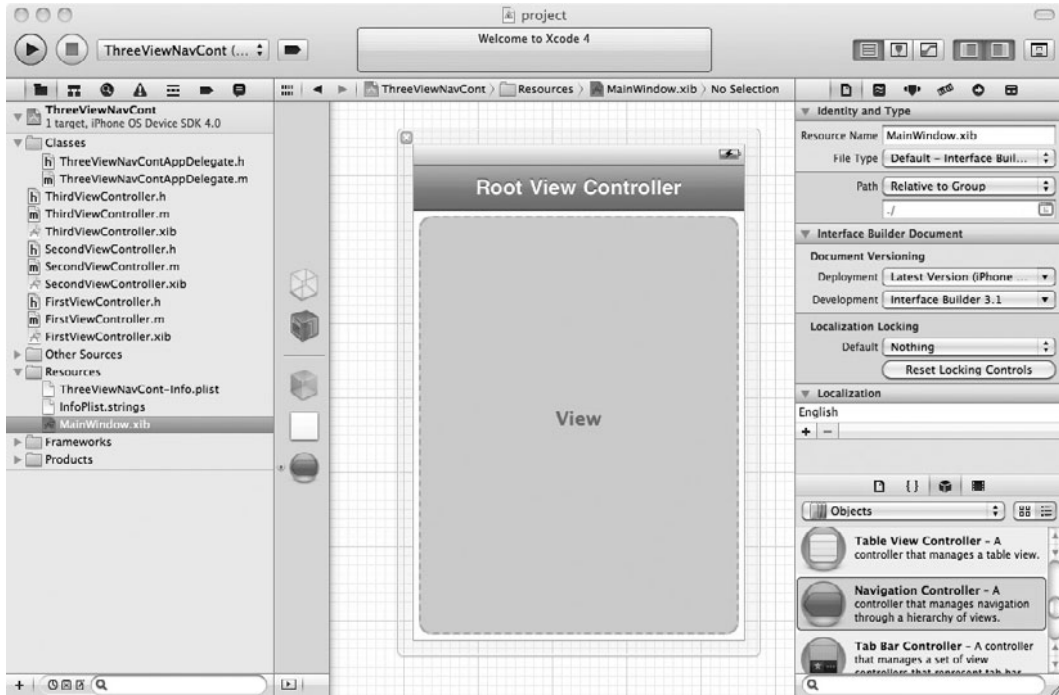 project
ThreeViewNavCont (...
Welcome to Xcode 4
ThreeViewNavCont
1 target, iPhone OS Device SDK 4.0
Classes
h ThreeViewNavContAppDelegate.h
m ThreeViewNavContAppDelegate.m
h ThirdViewController.h
m ThirdViewController.m
ThirdViewController.xib
h SecondViewController.h
m SecondViewController.m
SecondViewController.xib
h FirstViewController.h
m FirstViewController.m
FirstViewController.xib
Other Sources
Resources
ThreeViewNavCont-Info.plist
InfoPlist.strings
MainWindow.xib
Frameworks
Products
ThreeViewNavCont Resources MainWindow.xib No Selection
Root View Controller
View
Identity and Type
Resource Name MainWindow.xib
File Type Default - Interface Buil...
Path Relative to Group
./
Interface Builder Document
Document Versioning
Deployment Latest Version (iPhone ...
Development Interface Builder 3.1
Localization Locking
Default Nothing
Reset Locking Controls
Localization
English
+ -
{}
Objects
Table View Controller - A
controller that manages a table view.
Navigation Controller - A
controller that manages navigation
through a hierarchy of views.
Tab Bar Controller - A controller
that manages a set of view
controllers that represent tab bar